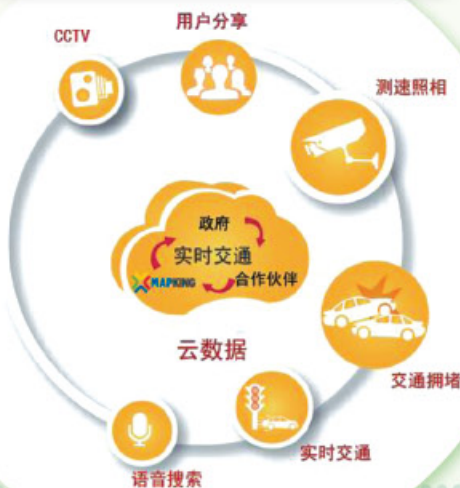 用户分享
CCTV
测速照相
政府
实时交通
MAPKING
合作伙伴
云数据
交通拥堵
实时交通
语音搜索